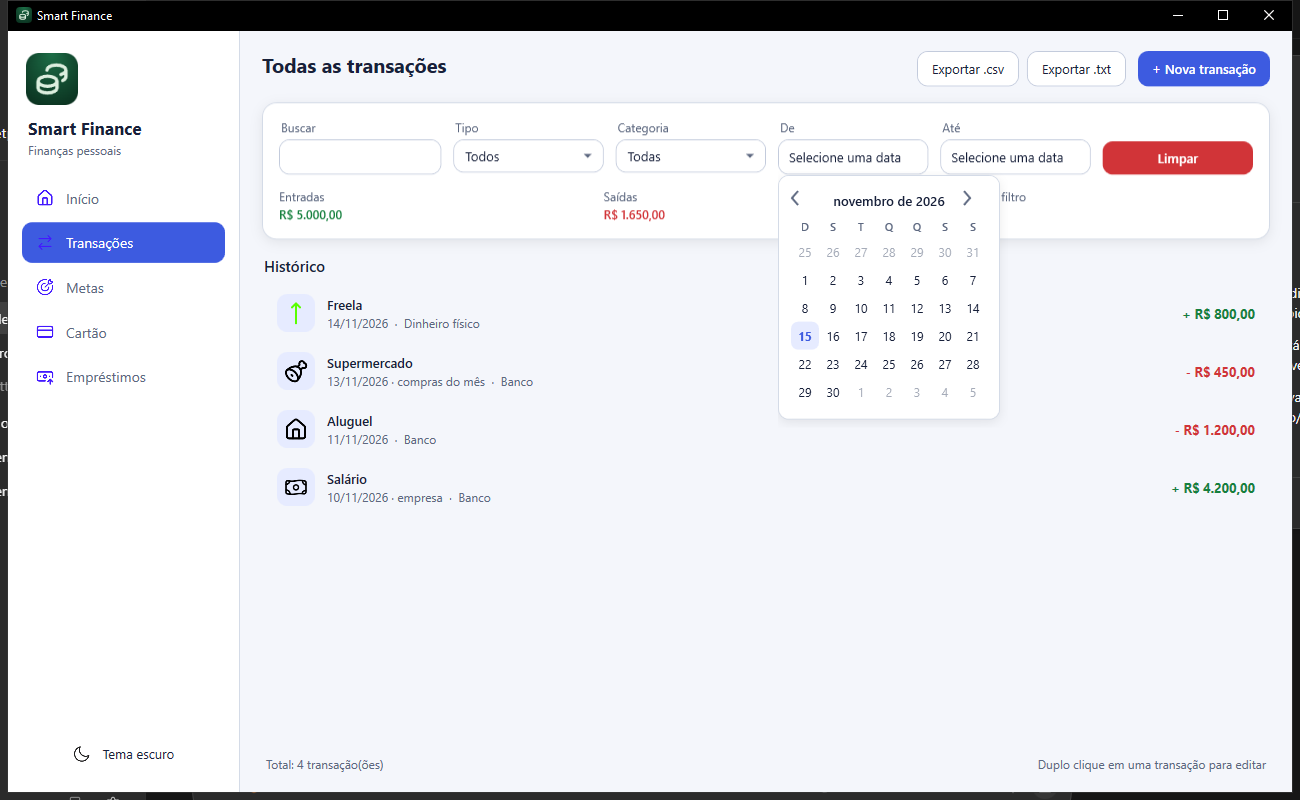 Smart Finance
Smart Finance
Finanças pessoais
Início
Transações
Metas
Cartão
Empréstimos
Tema escuro
Todas as transações
Exportar .csv
Exportar .txt
+ Nova transação
Buscar
Tipo
Categoria
De
Até
Todos
Todas
Selecione uma data
Selecione uma data
Limpar
Entradas
R$ 5.000,00
Saídas
R$ 1.650,00
filtro
novembro de 2026
D S T Q Q S S
25 26 27 28 29 30 31
1 2 3 4 5 6 7
8 9 10 11 12 13 14
15 16 17 18 19 20 21
22 23 24 25 26 27 28
29 30 1 2 3 4 5
Histórico
Freela
14/11/2026 · Dinheiro físico
+ R$ 800,00
Supermercado
13/11/2026 · compras do mês · Banco
- R$ 450,00
Aluguel
11/11/2026 · Banco
- R$ 1.200,00
Salário
10/11/2026 · empresa · Banco
+ R$ 4.200,00
Total: 4 transação(ões)
Duplo clique em uma transação para editar